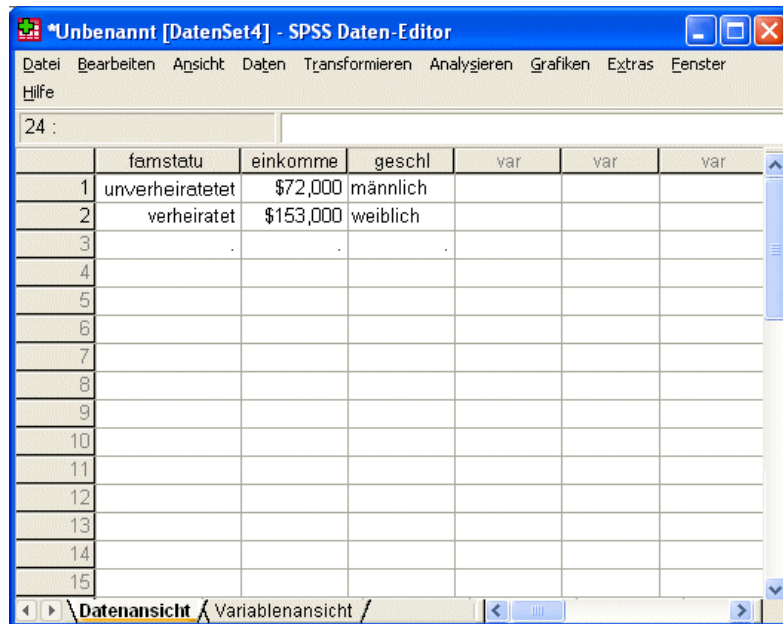 *Unbenannt [DatenSet4] - SPSS Daten-Editor
Datei Bearbeiten Ansicht Daten Transformieren Analysieren Grafiken Extras Fenster
Hilfe
24 :
famstatu einkomme geschl var var var
1 unverheiratetet $72,000 männlich
2 verheiratet $153,000 weiblich
3 . . .
4
5
6
7
8
9
10
11
12
13
14
15
Datenansicht Variablenansicht